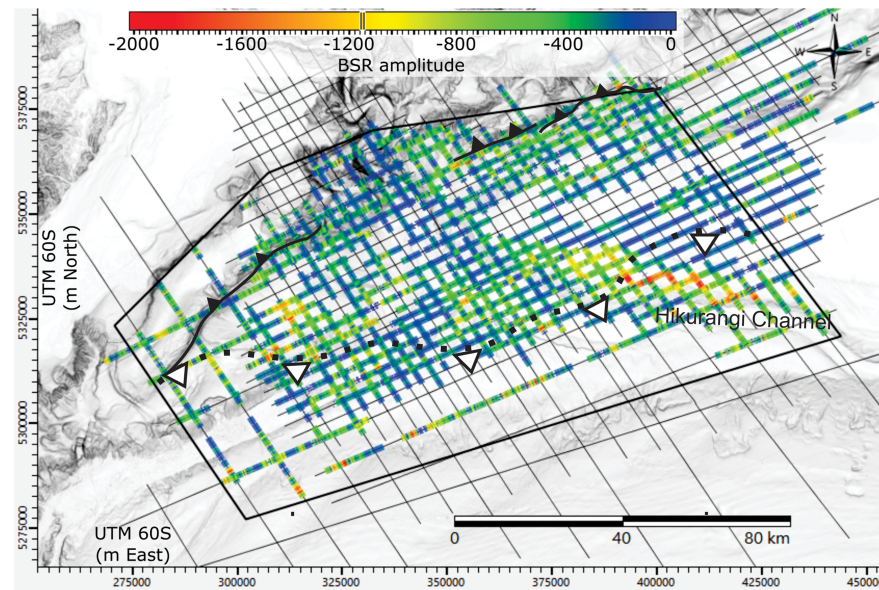 -2000 -1600 -1200 -800 -400 0
BSR amplitude
N
W E
S
UTM 60S
(m North)
5375000
5350000
5325000
5300000
5275000
Hikurangi Channel
UTM 60S
(m East)
0 40 80 km
275000 300000 325000 350000 375000 400000 425000 450000